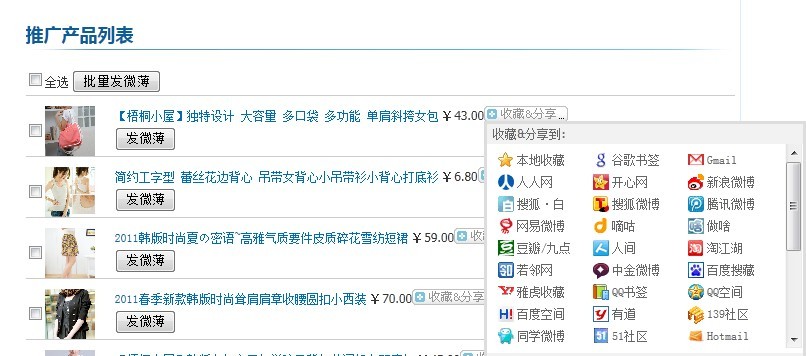 推广产品列表
全选 批量发微薄
【梧桐小屋】独特设计 大容量 多口袋 多功能 单肩斜挎女包 ￥43.00 收藏&分享...
发微薄
简约工字型 蕾丝花边背心 吊带女背心小吊带衫小背心打底衫 ￥6.80
发微薄
2011韩版时尚夏の密语~高雅气质要件皮质碎花雪纺短裙 ￥59.00 收藏
发微薄
2011春季新款韩版时尚耸肩肩章收腰圆扣小西装 ￥70.00 收藏&分享
发微薄
收藏&分享到:
本地收藏 谷歌书签 Gmail
人人网 开心网 新浪微博
搜狐·白 搜狐微博 腾讯微博
网易微博 嘀咕 做啥
豆瓣/九点 人间 淘江湖
若邻网 中金微博 百度搜藏
雅虎收藏 QQ书签 QQ空间
百度空间 有道 139社区
同学微博 51社区 Hotmail